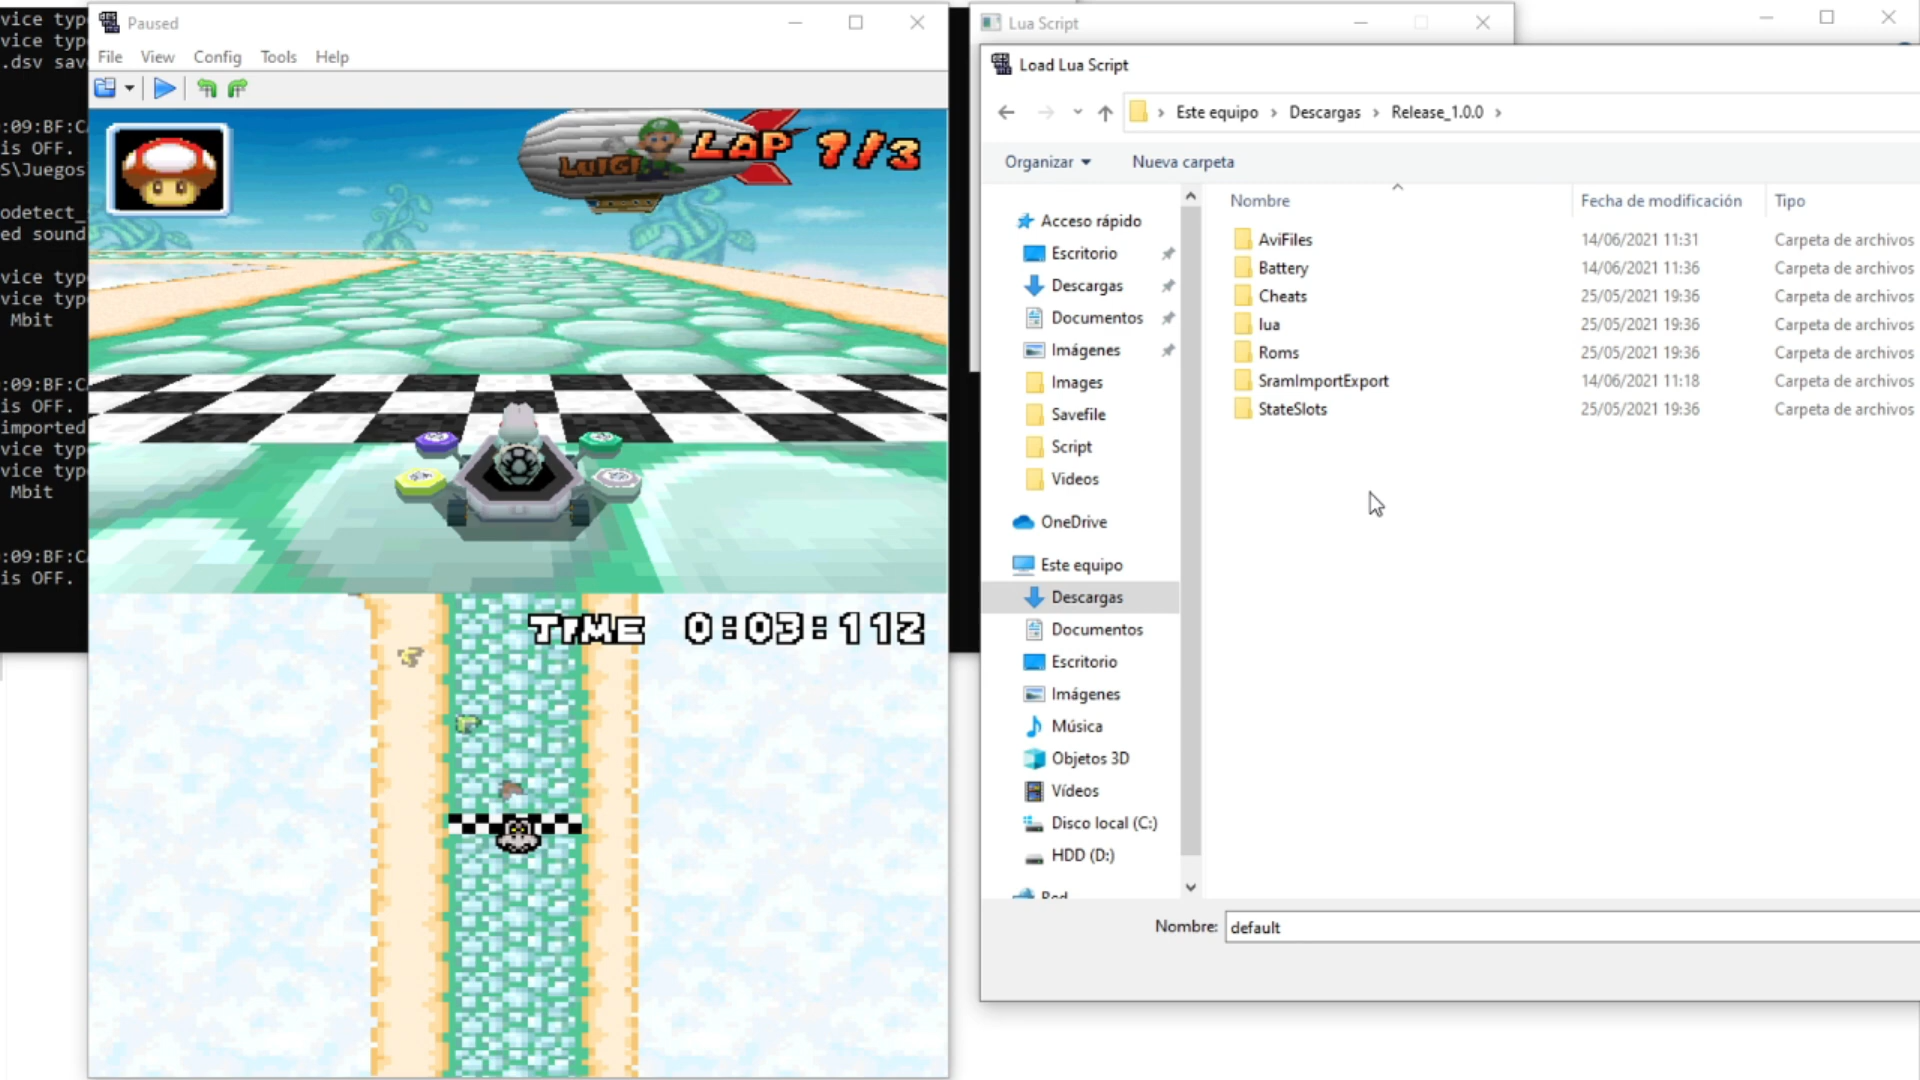 vice typ
vice typ
.dsv sav
:09:BF:C
is OFF.
S\Juegos
odetect_
ed sound
vice typ
vice typ
Mbit
:09:BF:C
is OFF.
imported
vice typ
vice typ
Mbit
:09:BF:C
is OFF.
Paused
File View Config Tools Help
LUIGI
LAP 1/3
TIME 0:03:112
Lua Script
Load Lua Script
Este equipo > Descargas > Release_1.0.0 >
Organizar Nueva carpeta
Nombre Fecha de modificación Tipo
Acceso rápido
Escritorio
Descargas
Documentos
Imágenes
Images
Savefile
Script
Videos
OneDrive
Este equipo
Descargas
Documentos
Escritorio
Imágenes
Música
Objetos 3D
Vídeos
Disco local (C:)
HDD (D:)
Red
AviFiles 14/06/2021 11:31 Carpeta de archivos
Battery 14/06/2021 11:36 Carpeta de archivos
Cheats 25/05/2021 19:36 Carpeta de archivos
lua 25/05/2021 19:36 Carpeta de archivos
Roms 25/05/2021 19:36 Carpeta de archivos
SramImportExport 14/06/2021 11:18 Carpeta de archivos
StateSlots 25/05/2021 19:36 Carpeta de archivos
Nombre: default